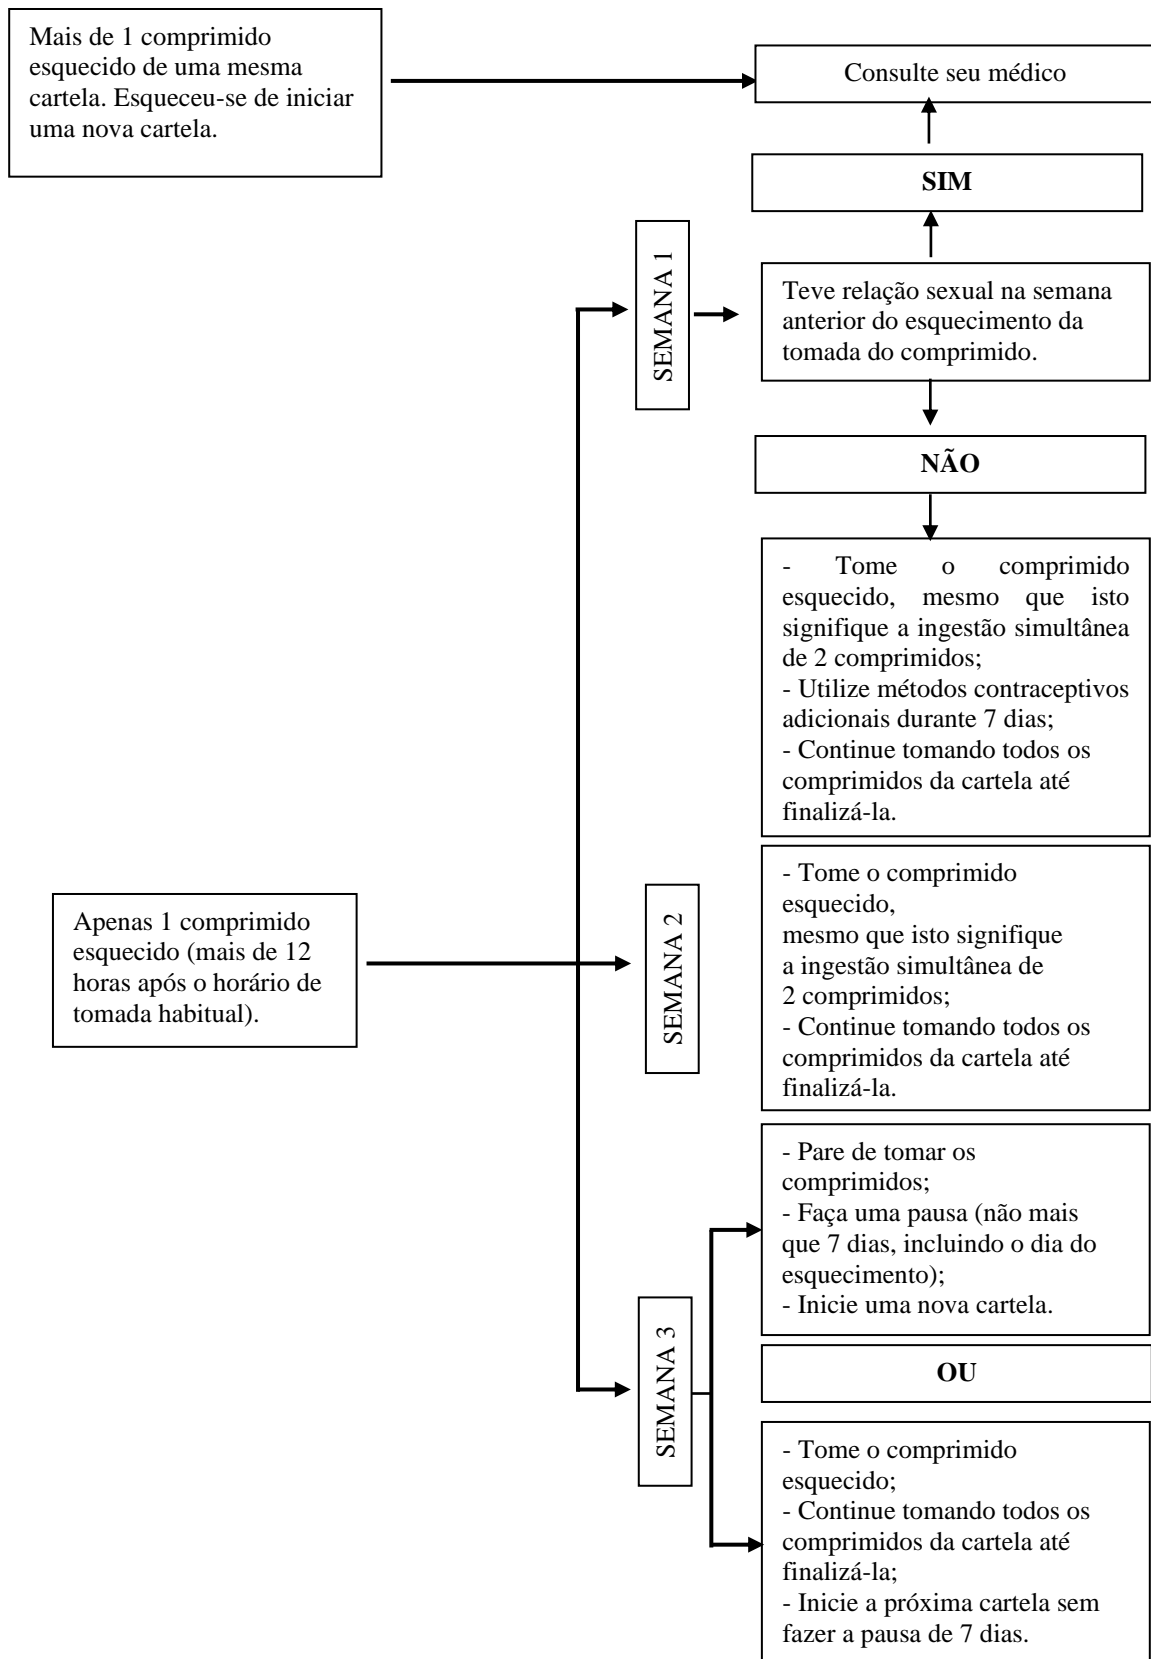 Mais de 1 comprimido
esquecido de uma mesma
cartela. Esqueceu-se de iniciar
uma nova cartela.
Consulte seu médico
SIM
SEMANA 1
Teve relação sexual na semana
anterior do esquecimento da
tomada do comprimido.
NÃO
- Tome o comprimido
esquecido, mesmo que isto
signifique a ingestão simultânea
de 2 comprimidos;
- Utilize métodos contraceptivos
adicionais durante 7 dias;
- Continue tomando todos os
comprimidos da cartela até
finalizá-la.
Apenas 1 comprimido
esquecido (mais de 12
horas após o horário de
tomada habitual).
SEMANA 2
- Tome o comprimido
esquecido,
mesmo que isto signifique
a ingestão simultânea de
2 comprimidos;
- Continue tomando todos os
comprimidos da cartela até
finalizá-la.
SEMANA 3
- Pare de tomar os
comprimidos;
- Faça uma pausa (não mais
que 7 dias, incluindo o dia do
esquecimento);
- Inicie uma nova cartela.
OU
- Tome o comprimido
esquecido;
- Continue tomando todos os
comprimidos da cartela até
finalizá-la;
- Inicie a próxima cartela sem
fazer a pausa de 7 dias.